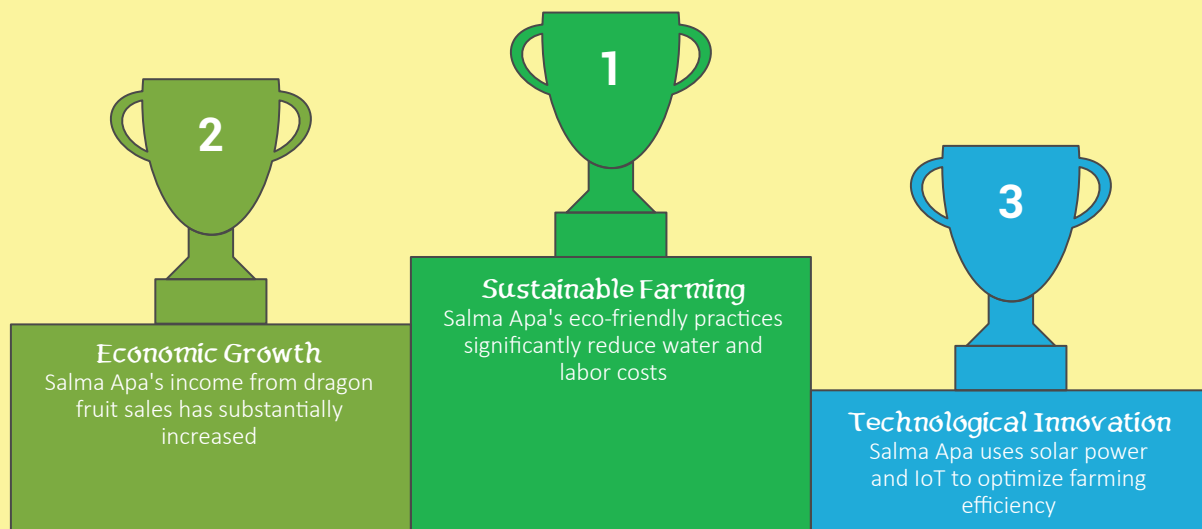 2
Economic Growth
Salma Apa's income from dragon
fruit sales has substantially
increased
1
Sustainable Farming
Salma Apa's eco-friendly practices
significantly reduce water and
labor costs
3
Technological Innovation
Salma Apa uses solar power
and IoT to optimize farming
efficiency